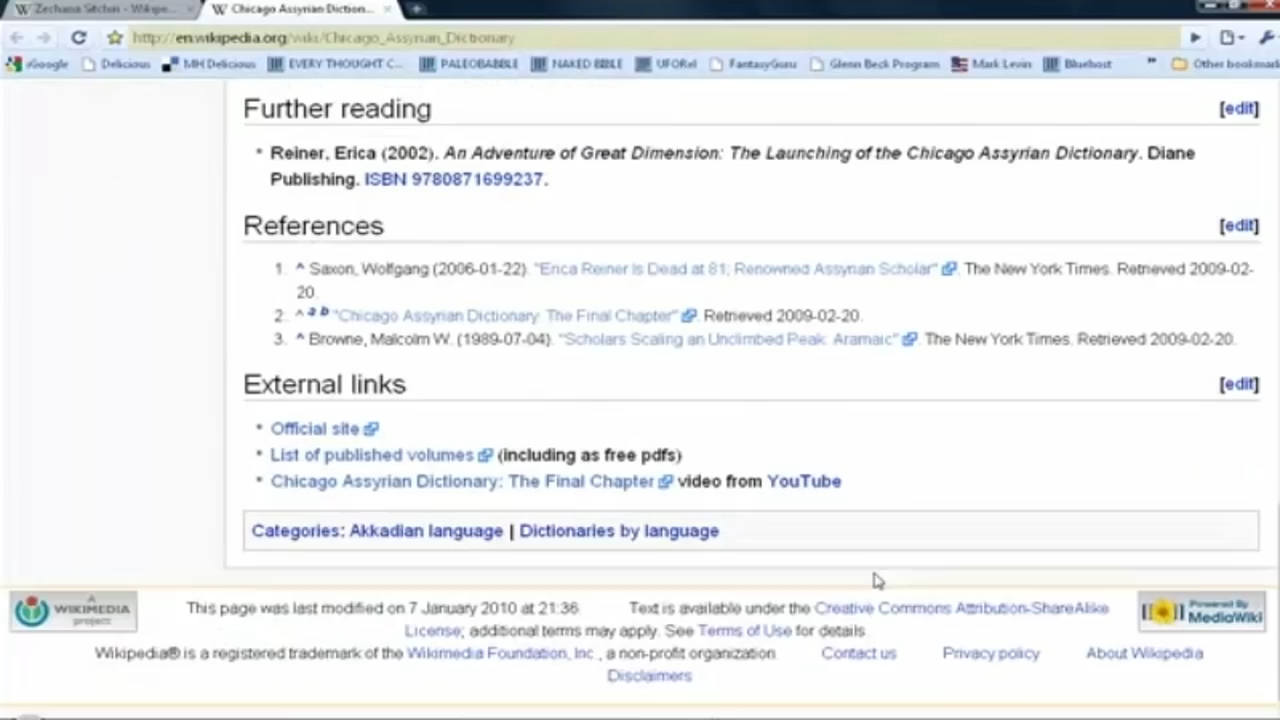 Zecharia Sitchin - Wikipe...
Chicago Assyrian Diction...
http://en.wikipedia.org/wiki/Chicago_Assyrian_Dictionary
iGoogle Delicious MH Delicious EVERY THOUGHT C... PALEOBABBLE NAKED BIBLE UFORel FantasyGuru Glenn Beck Program Mark Levin Bluehost » Other bookmark
Further reading [edit]
* Reiner, Erica (2002). An Adventure of Great Dimension: The Launching of the Chicago Assyrian Dictionary. Diane
Publishing. ISBN 9780871699237.
References [edit]
1. ^ Saxon, Wolfgang (2006-01-22). "Erica Reiner Is Dead at 81; Renowned Assyrian Scholar". The New York Times. Retrieved 2009-02-
20.
2. ^ a b "Chicago Assyrian Dictionary: The Final Chapter". Retrieved 2009-02-20.
3. ^ Browne, Malcolm W. (1989-07-04). "Scholars Scaling an Unclimbed Peak: Aramaic". The New York Times. Retrieved 2009-02-20.
External links [edit]
* Official site
* List of published volumes (including as free pdfs)
* Chicago Assyrian Dictionary: The Final Chapter video from YouTube
Categories: Akkadian language | Dictionaries by language
A
WIKIMEDIA
project
This page was last modified on 7 January 2010 at 21:36. Text is available under the Creative Commons Attribution-ShareAlike
License; additional terms may apply. See Terms of Use for details.
Wikipedia® is a registered trademark of the Wikimedia Foundation, Inc., a non-profit organization. Contact us Privacy policy About Wikipedia
Disclaimers
Powered By
MediaWiki